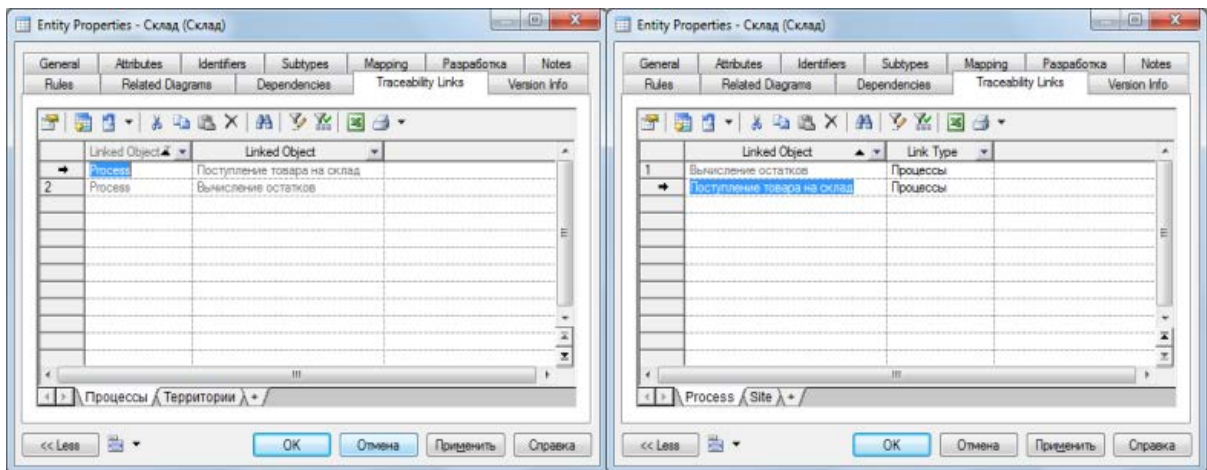 Entity Properties - Склад (Склад)
General Attributes Identifiers Subtypes Mapping Разработка Notes
Rules Related Diagrams Dependencies Traceability Links Version Info
Linked Object Linked Object
Process Поступление товара на склад
2 Process Вычисление остатков
Процессы Территории +
<< Less OK Отмена Применить Справка
Entity Properties - Склад (Склад)
General Attributes Identifiers Subtypes Mapping Разработка Notes
Rules Related Diagrams Dependencies Traceability Links Version Info
Linked Object Link Type
1 Вычисление остатков Процессы
Поступление товара на склад Процессы
Process Site +
<< Less OK Отмена Применить Справка